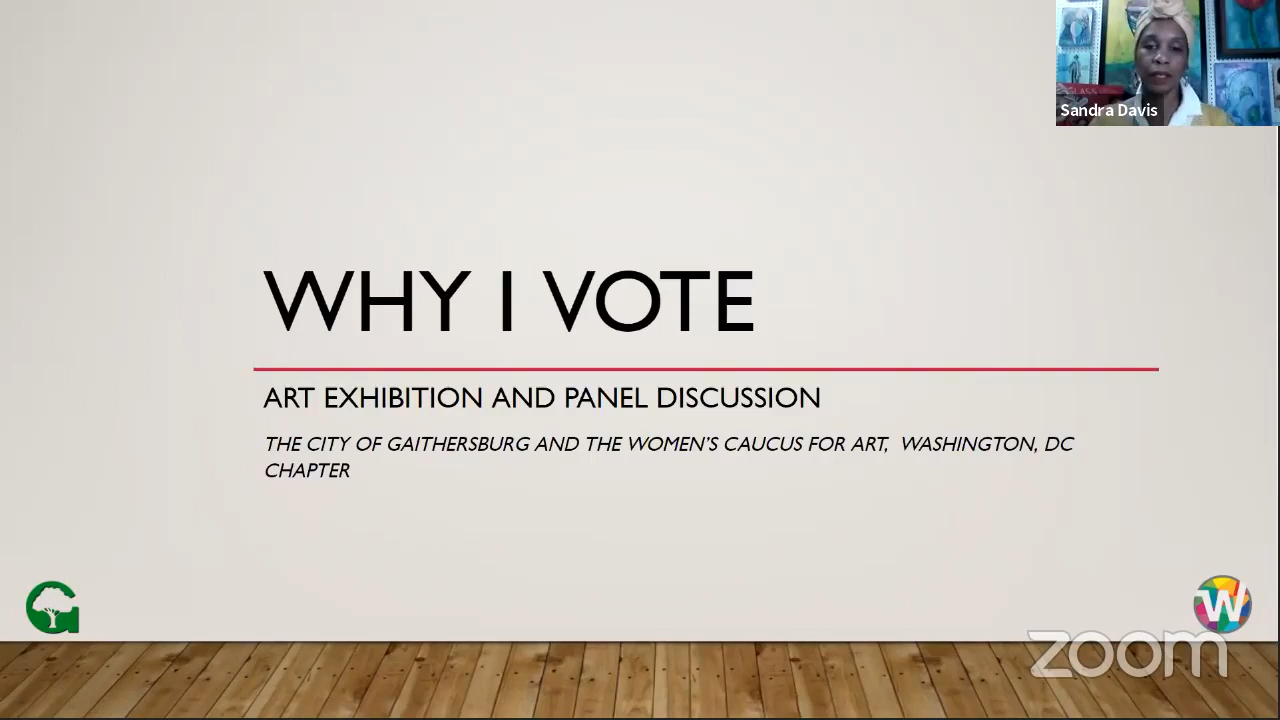 GLASS
Sandra Davis
WHY I VOTE
ART EXHIBITION AND PANEL DISCUSSION
THE CITY OF GAITHERSBURG AND THE WOMEN'S CAUCUS FOR ART, WASHINGTON, DC
CHAPTER
G
W
zoom